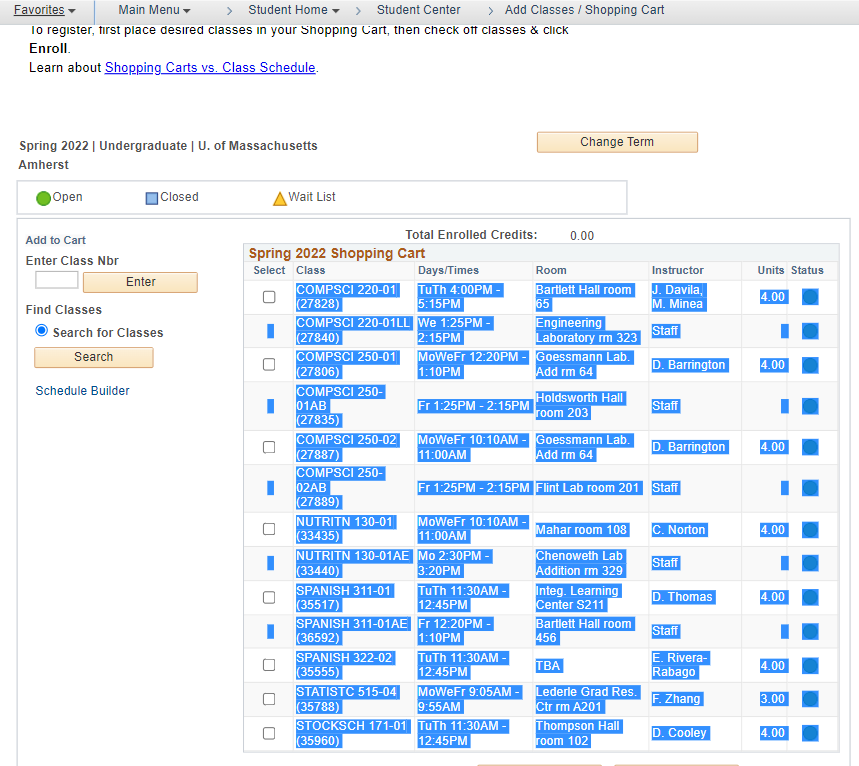 Favorites Main Menu > Student Home > Student Center > Add Classes / Shopping Cart
To register, first place desired classes in your Shopping Cart, then check off classes & click
Enroll.
Learn about Shopping Carts vs. Class Schedule.
Spring 2022 | Undergraduate | U. of Massachusetts
Amherst
Change Term
Open Closed Wait List
Add to Cart
Enter Class Nbr
Enter
Find Classes
Search for Classes
Search
Schedule Builder
Total Enrolled Credits: 0.00
Spring 2022 Shopping Cart
Select Class Days/Times Room Instructor Units Status
COMPSCI 220-01 TuTh 4:00PM - Bartlett Hall room J. Davila, 4.00
(27828) 5:15PM 65 M. Minea
COMPSCI 220-01LL We 1:25PM - Engineering Staff
(27840) 2:15PM Laboratory rm 323
COMPSCI 250-01 MoWeFr 12:20PM - Goessmann Lab. D. Barrington 4.00
(27806) 1:10PM Add rm 64
COMPSCI 250- Holdsworth Hall
01AB Fr 1:25PM - 2:15PM room 203 Staff
(27835)
COMPSCI 250-02 MoWeFr 10:10AM - Goessmann Lab. D. Barrington 4.00
(27887) 11:00AM Add rm 64
COMPSCI 250-
02AB Fr 1:25PM - 2:15PM Flint Lab room 201 Staff
(27889)
NUTRITN 130-01 MoWeFr 10:10AM - Mahar room 108 C. Norton 4.00
(33435) 11:00AM
NUTRITN 130-01AE Mo 2:30PM - Chenoweth Lab Staff
(33440) 3:20PM Addition rm 329
SPANISH 311-01 TuTh 11:30AM - Integ. Learning D. Thomas 4.00
(35517) 12:45PM Center S211
SPANISH 311-01AE Fr 12:20PM - Bartlett Hall room Staff
(36592) 1:10PM 456
SPANISH 322-02 TuTh 11:30AM - TBA E. Rivera- 4.00
(35555) 12:45PM Rabago
STATISTC 515-04 MoWeFr 9:05AM - Lederle Grad Res. F. Zhang 3.00
(35788) 9:55AM Ctr rm A201
STOCKSCH 171-01 TuTh 11:30AM - Thompson Hall D. Cooley 4.00
(35960) 12:45PM room 102